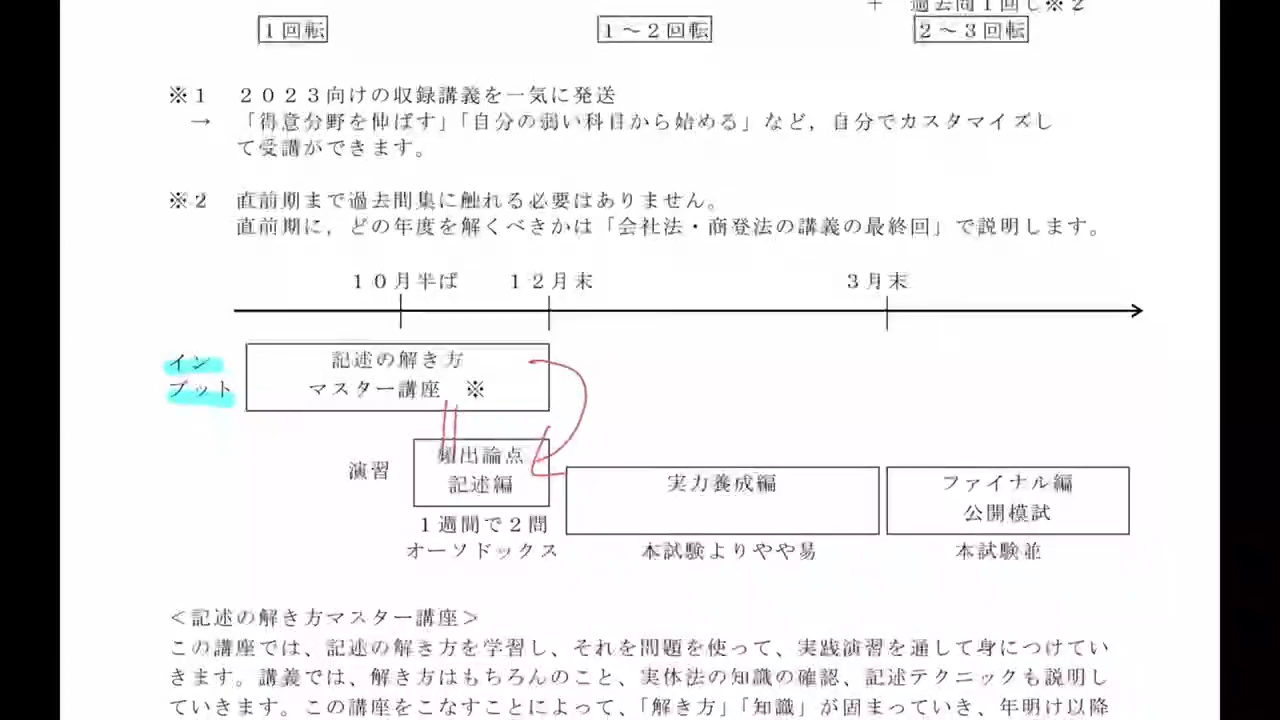 ＋ 過去問1回し※2
1回転 1～2回転 2～3回転
※1 2023向けの収録講義を一気に発送
→ 「得意分野を伸ばす」「自分の弱い科目から始める」など，自分でカスタマイズし
て受講ができます。
※2 直前期まで過去問集に触れる必要はありません。
直前期に，どの年度を解くべきかは「会社法・商登法の講義の最終回」で説明します。
10月半ば 12月末 3月末
イン
プット
記述の解き方
マスター講座 ※
演習
頻出論点
記述編
実力養成編
ファイナル編
公開模試
1週間で2問
オーソドックス 本試験よりやや易 本試験並
＜記述の解き方マスター講座＞
この講座では、記述の解き方を学習し、それを問題を使って、実践演習を通して身につけてい
きます。講義では、解き方はもちろんのこと、実体法の知識の確認、記述テクニックも説明し
ていきます。この講座をこなすことによって、「解き方」「知識」が固まっていき、年明け以降